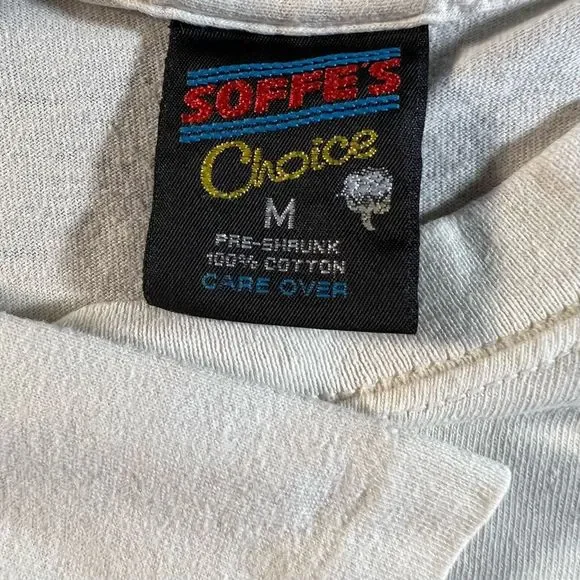 SOFFE'S
Choice
M
PRE-SHRUNK
100% COTTON
CARE OVER